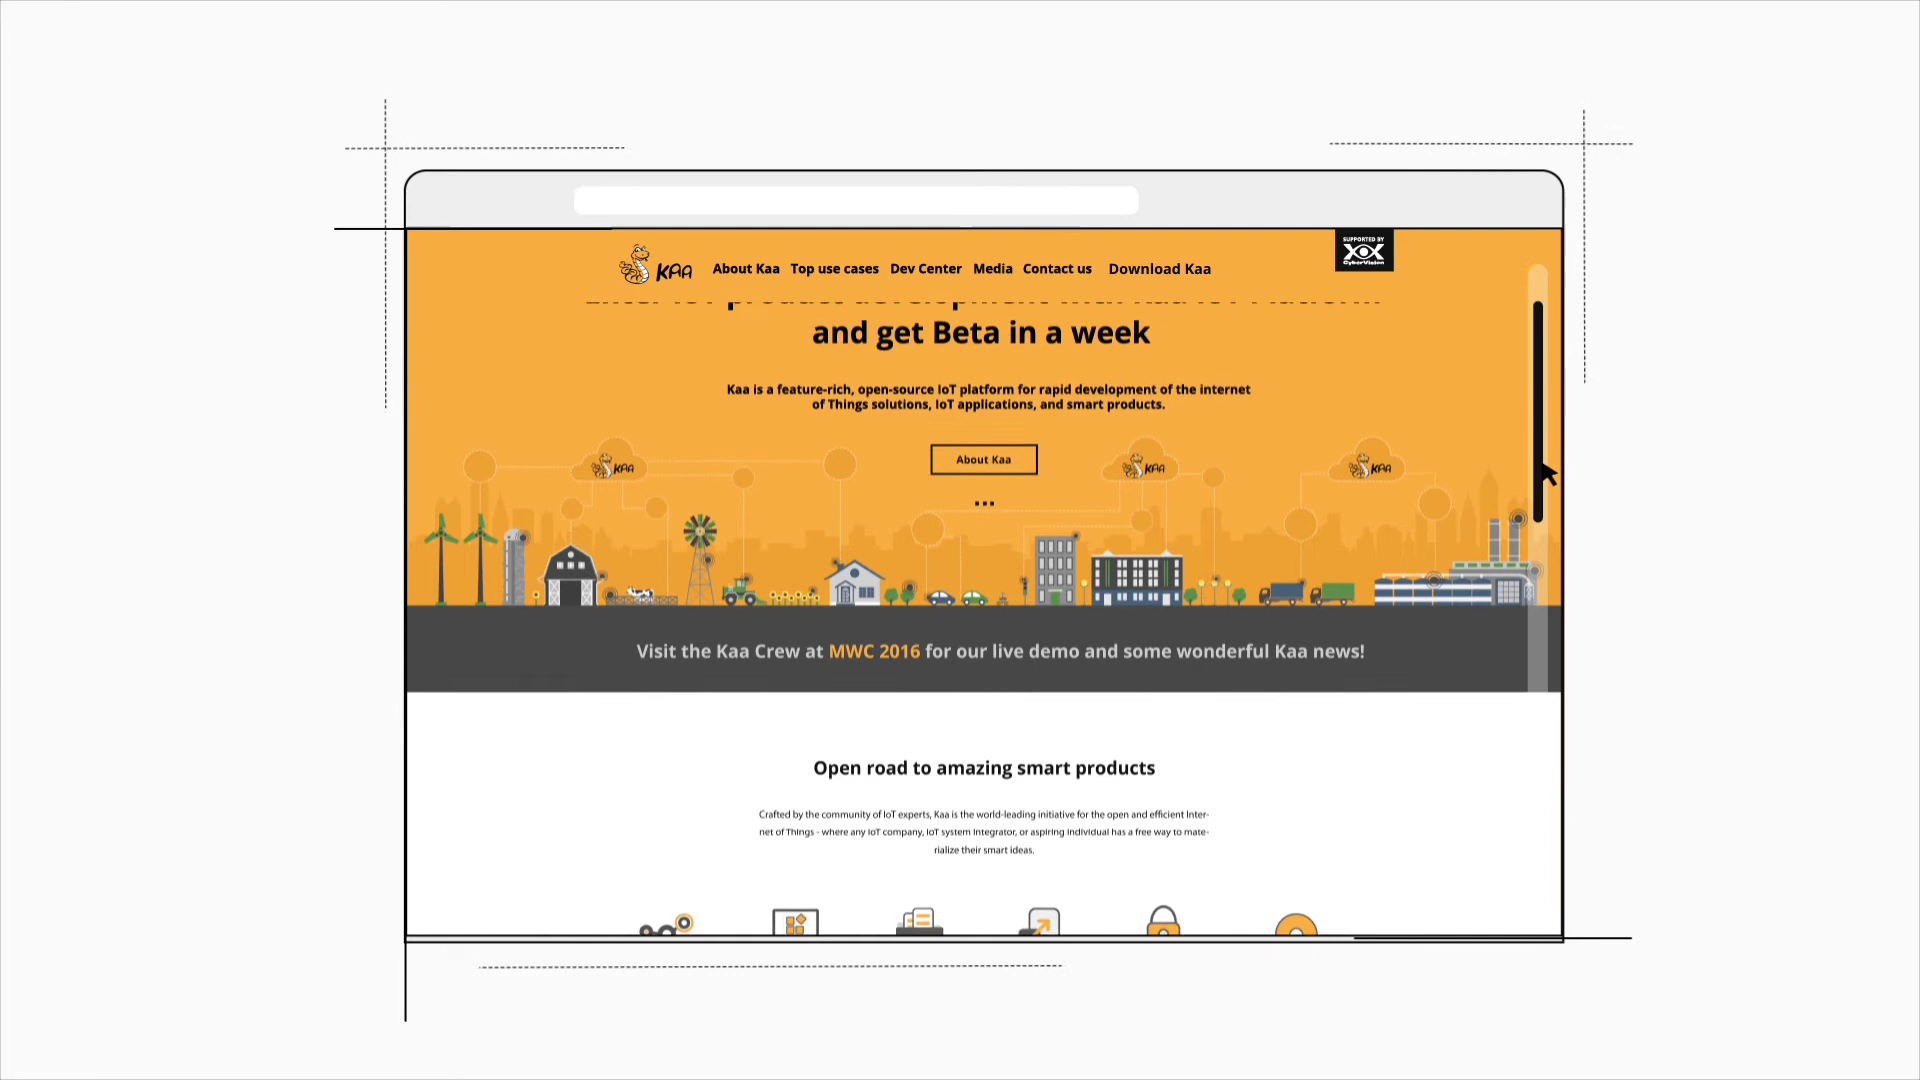 SUPPORTED BY
CyberVision
KAA About Kaa Top use cases Dev Center Media Contact us Download Kaa
and get Beta in a week
Kaa is a feature-rich, open-source IoT platform for rapid development of the internet
of Things solutions, IoT applications, and smart products.
About Kaa
KAA KAA KAA
...
Visit the Kaa Crew at MWC 2016 for our live demo and some wonderful Kaa news!
Open road to amazing smart products
Crafted by the community of IoT experts, Kaa is the world-leading initiative for the open and efficient Inter-
net of Things - where any IoT company, IoT system integrator, or aspiring individual has a free way to mate-
rialize their smart ideas.